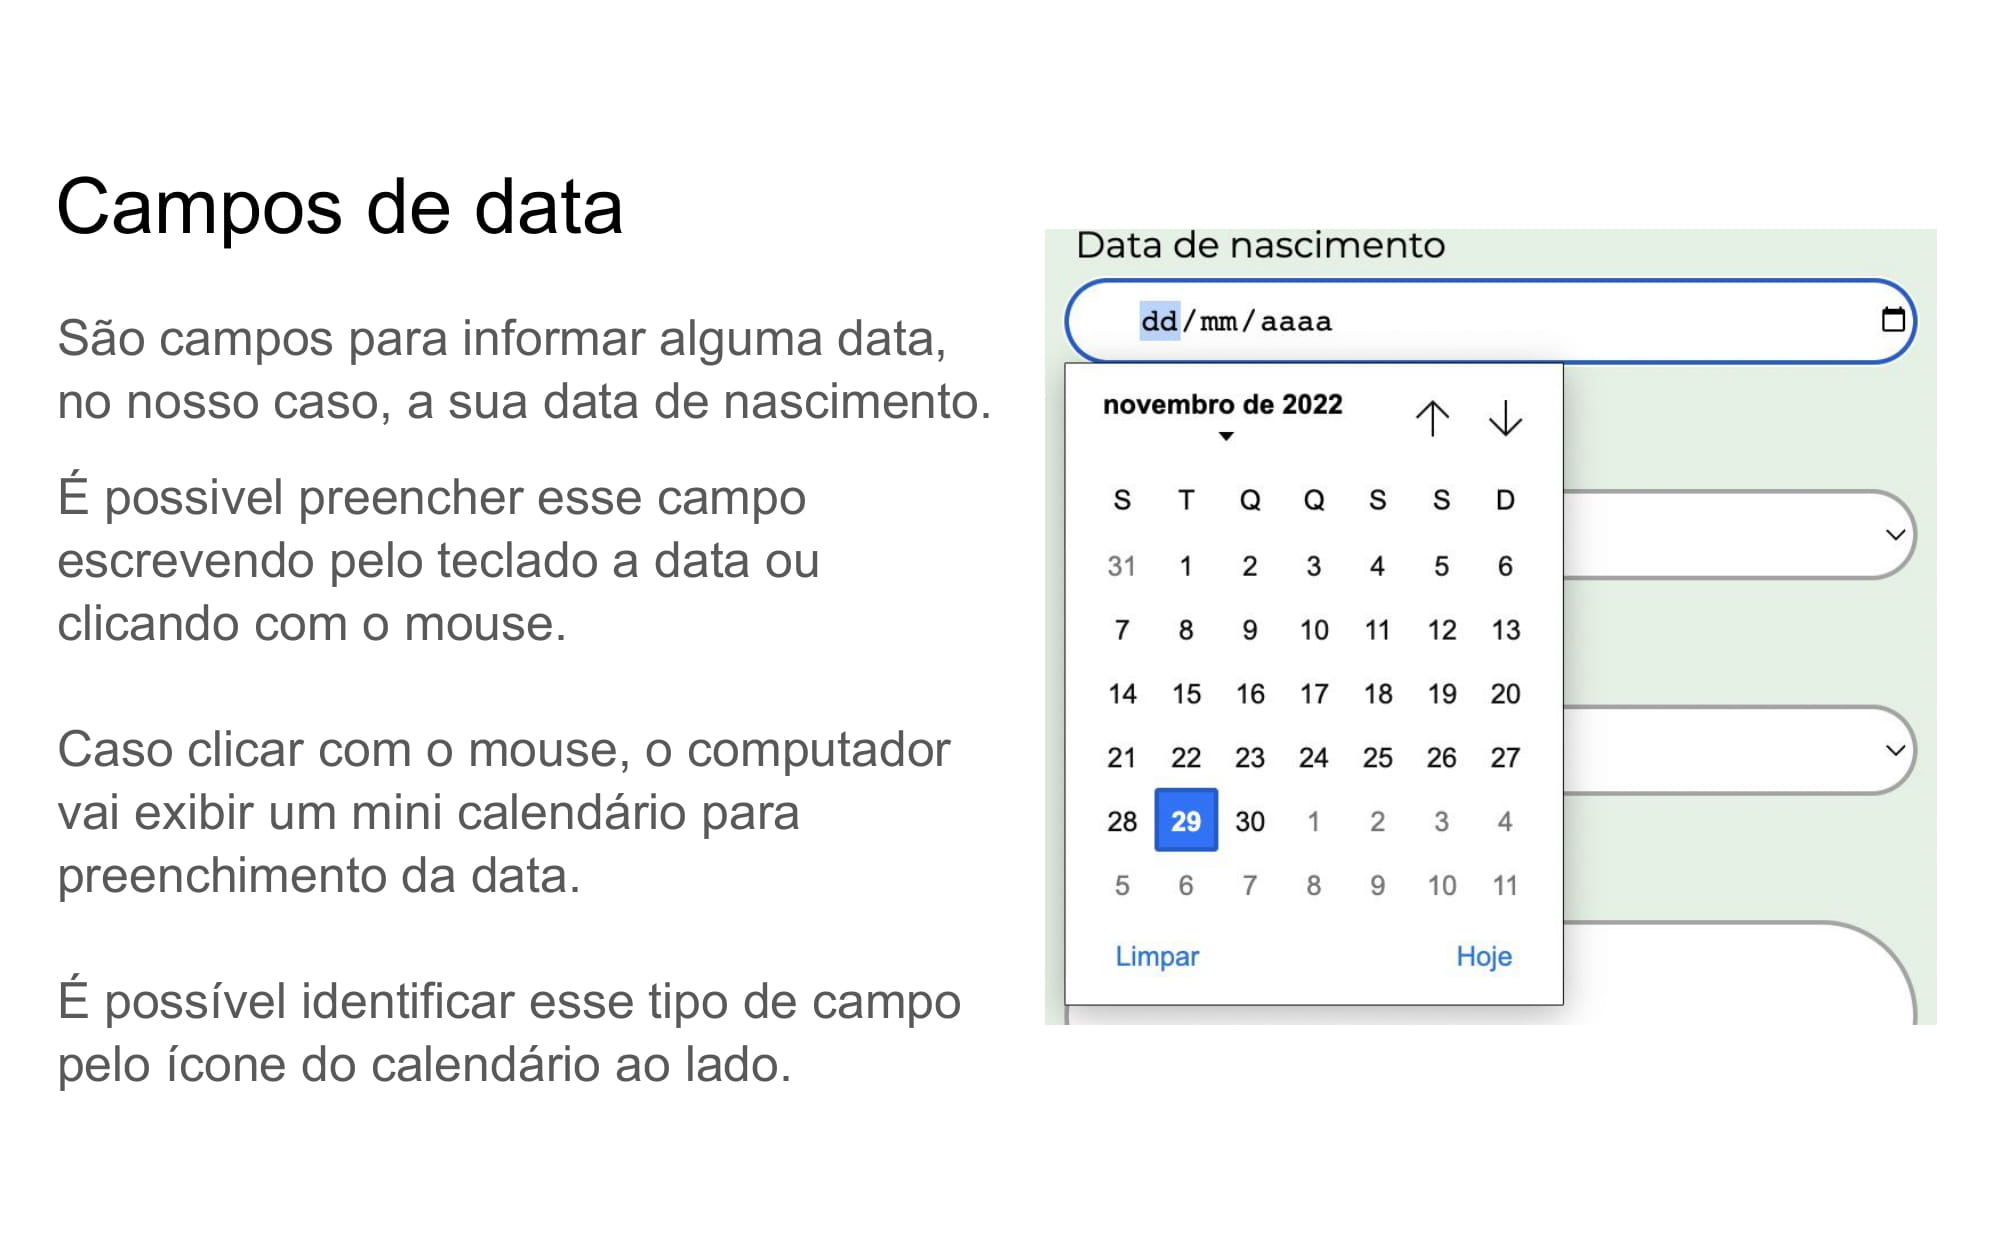 Campos de data
São campos para informar alguma data,
no nosso caso, a sua data de nascimento.
É possivel preencher esse campo
escrevendo pelo teclado a data ou
clicando com o mouse.
Caso clicar com o mouse, o computador
vai exibir um mini calendário para
preenchimento da data.
É possível identificar esse tipo de campo
pelo ícone do calendário ao lado.
Data de nascimento
dd/mm/aaaa
novembro de 2022
S T Q Q S S D
31 1 2 3 4 5 6
7 8 9 10 11 12 13
14 15 16 17 18 19 20
21 22 23 24 25 26 27
28 29 30 1 2 3 4
5 6 7 8 9 10 11
Limpar Hoje